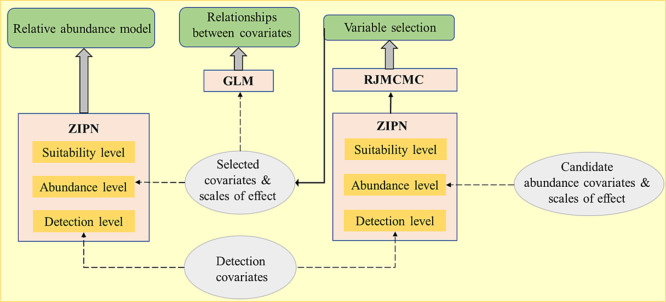 Relative abundance model
Relationships
between covariates
Variable selection
GLM
RJMCMC
ZIPN
Suitability level
Abundance level
Detection level
Selected
covariates &
scales of effect
ZIPN
Suitability level
Abundance level
Detection level
Candidate
abundance covariates &
scales of effect
Detection
covariates